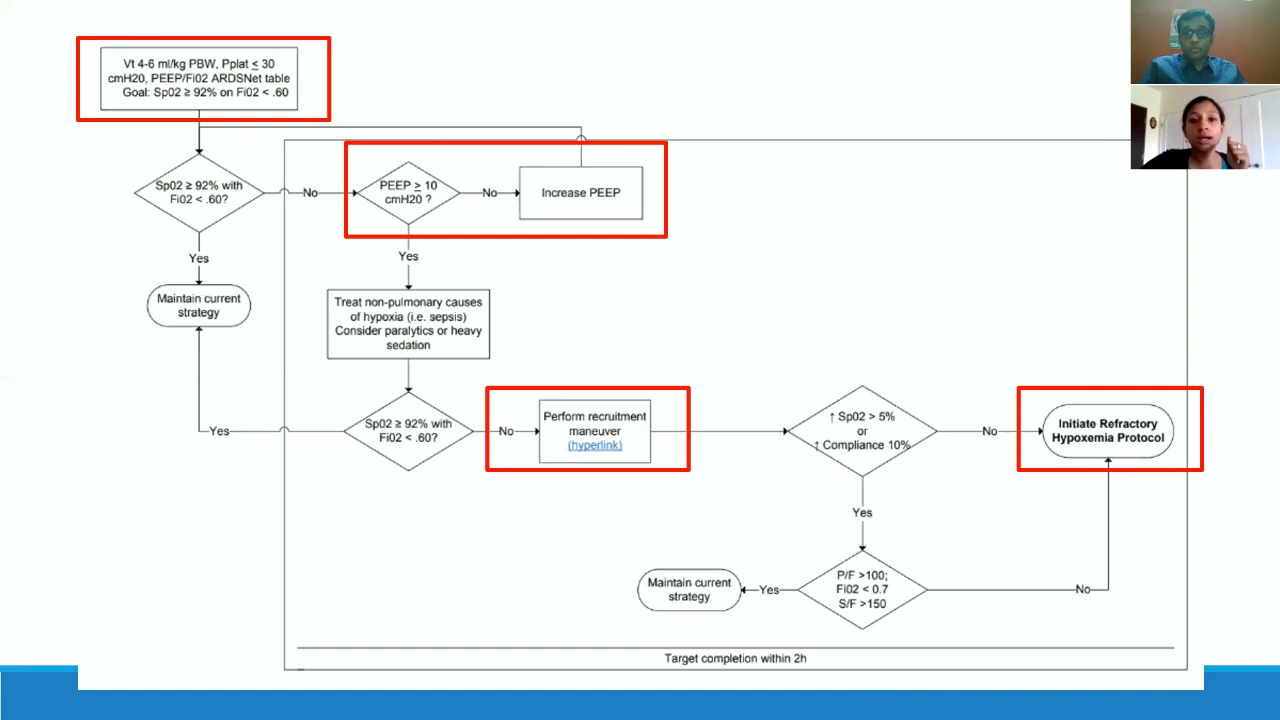 Vt 4-6 ml/kg PBW, Pplat ≤ 30
cmH20, PEEP/Fi02 ARDSNet table
Goal: Sp02 ≥ 92% on Fi02 < .60
Sp02 ≥ 92% with
Fi02 < .60?
No
PEEP ≥ 10
cmH20 ?
No
Increase PEEP
Yes
Yes
Maintain current
strategy
Treat non-pulmonary causes
of hypoxia (i.e. sepsis)
Consider paralytics or heavy
sedation
Yes
Sp02 ≥ 92% with
Fi02 < .60?
No
Perform recruitment
maneuver
(hyperlink)
↑ Sp02 > 5%
or
↑ Compliance 10%
No
Initiate Refractory
Hypoxemia Protocol
Yes
Maintain current
strategy
Yes
P/F >100;
Fi02 < 0.7
S/F >150
No
Target completion within 2h